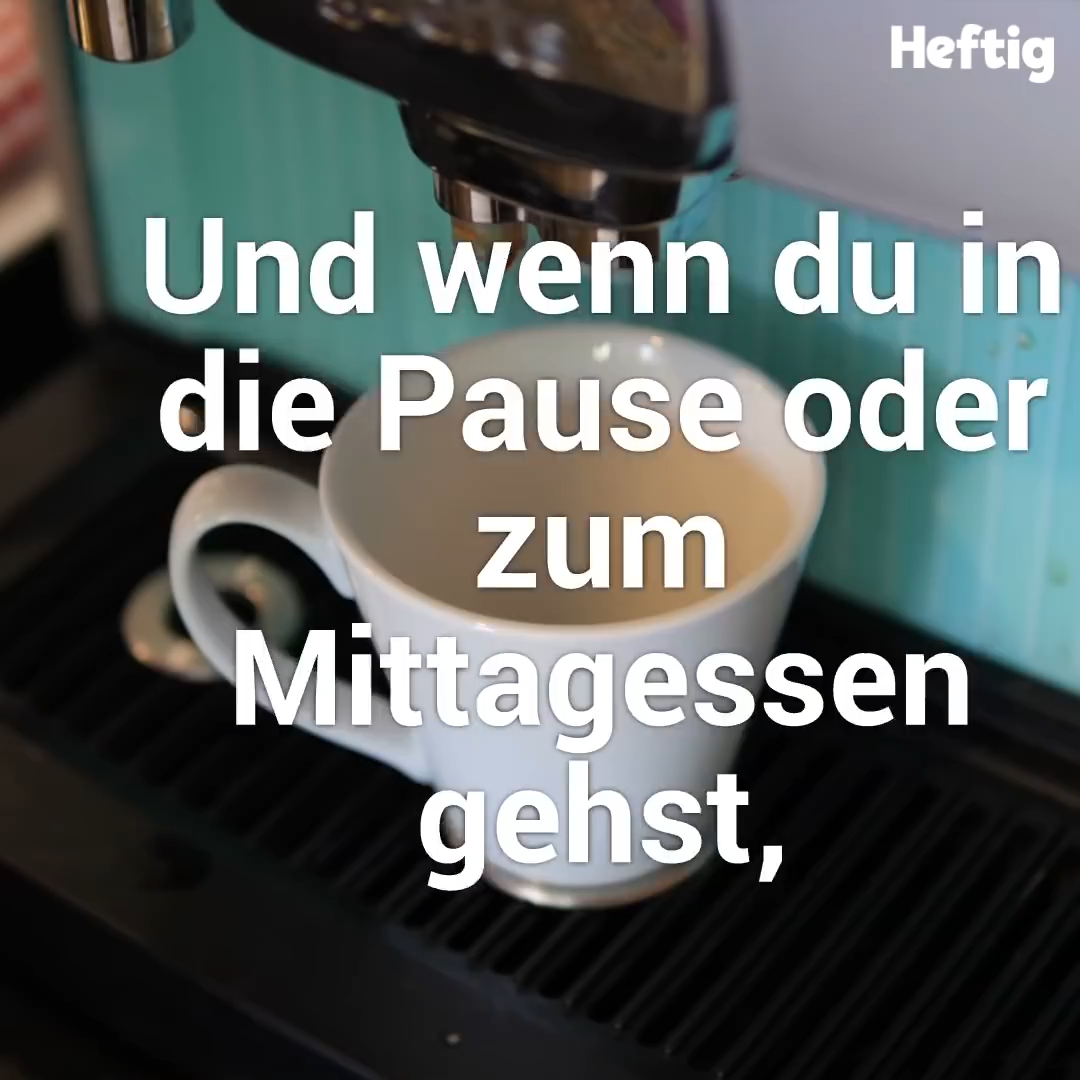 Heftig
Und wenn du in
die Pause oder
zum
Mittagessen
gehst,